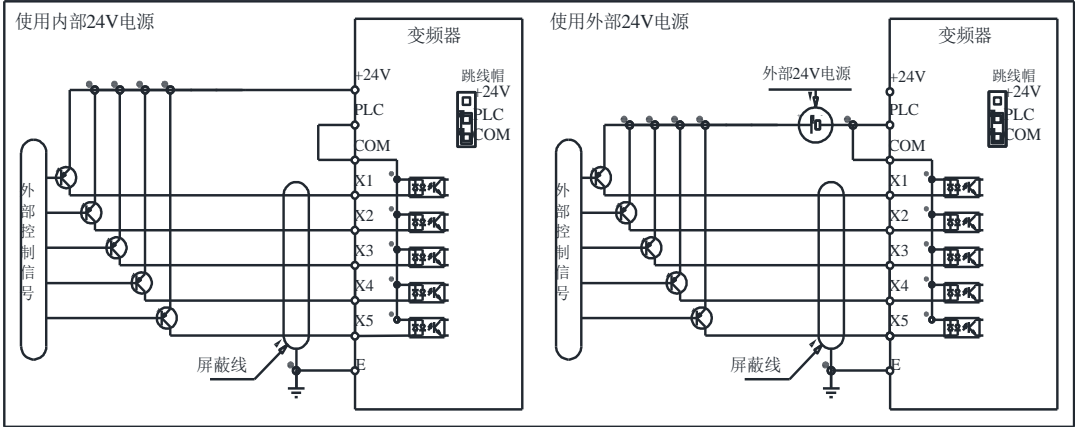 使用内部24V电源
变频器
+24V
跳线帽
+24V
PLC
PLC
COM
COM
X1
X2
X3
X4
X5
E
外部控制信号
屏蔽线
使用外部24V电源
变频器
外部24V电源
+24V
跳线帽
+24V
PLC
PLC
COM
COM
X1
X2
X3
X4
X5
E
外部控制信号
屏蔽线